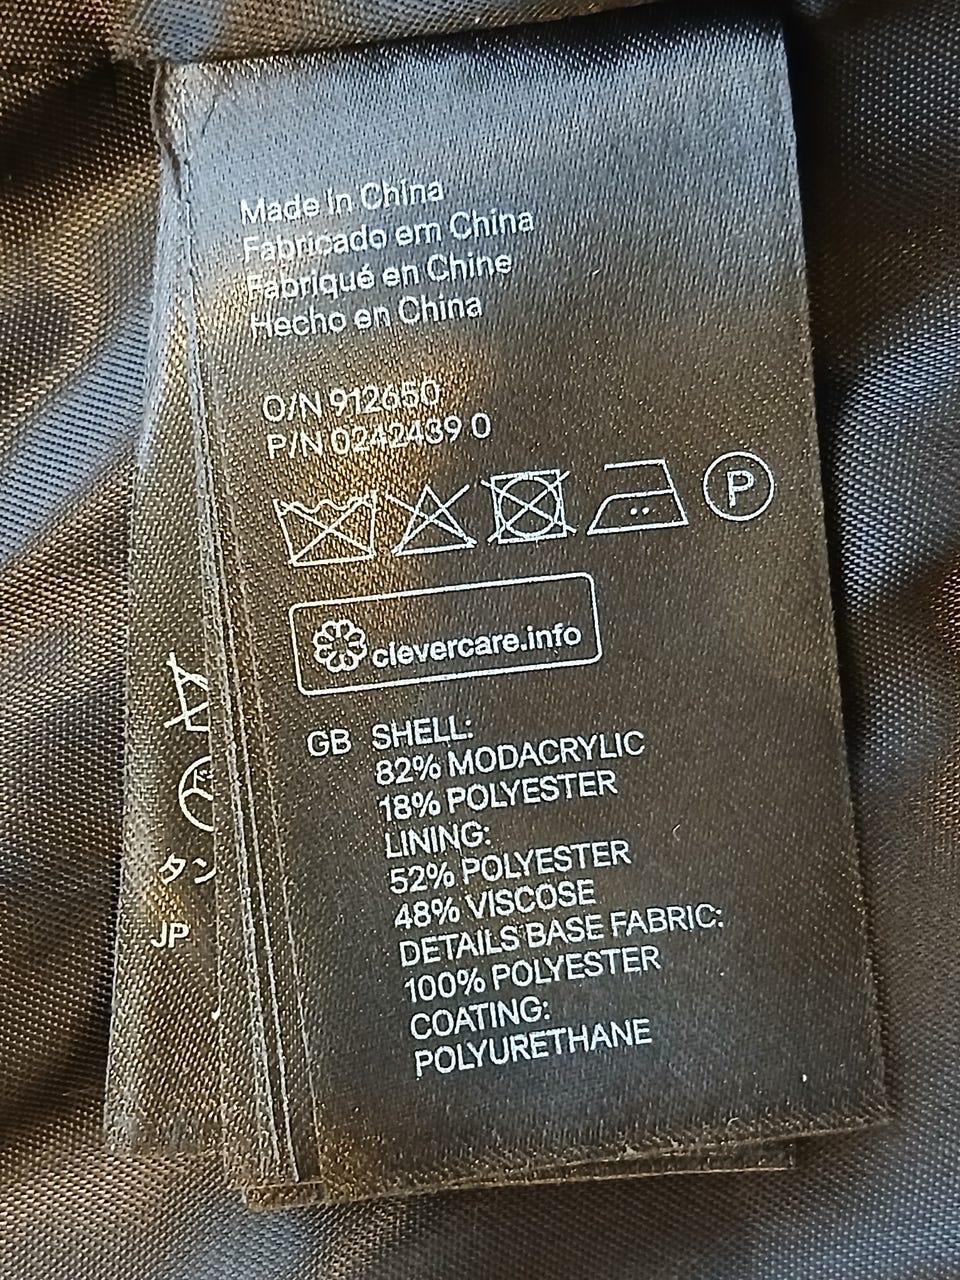 Made in China
Fabricado em China
Fabriqué en Chine
Hecho en China
O/N 912650
P/N 0242439 0
P
clevercare.info
GB SHELL:
82% MODACRYLIC
18% POLYESTER
LINING:
52% POLYESTER
48% VISCOSE
DETAILS BASE FABRIC:
100% POLYESTER
COATING:
POLYURETHANE
JP